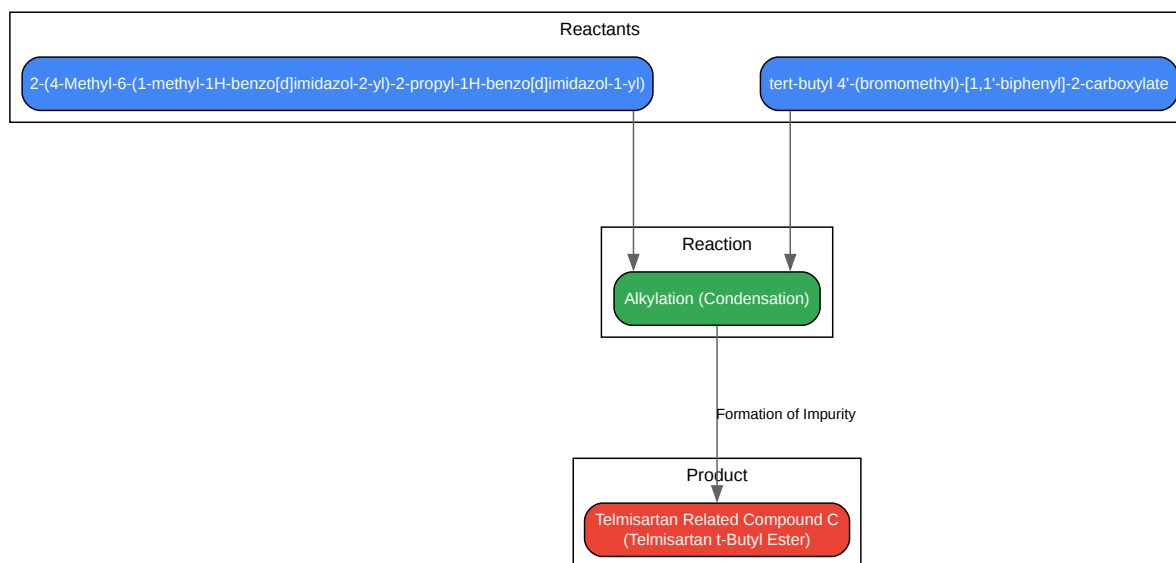 Reactants
2-(4-Methyl-6-(1-methyl-1H-benzo[d]imidazol-2-yl)-2-propyl-1H-benzo[d]imidazol-1-yl)
tert-butyl 4'-(bromomethyl)-[1,1'-biphenyl]-2-carboxylate
Reaction
Alkylation (Condensation)
Formation of Impurity
Product
Telmisartan Related Compound C
(Telmisartan t-Butyl Ester)